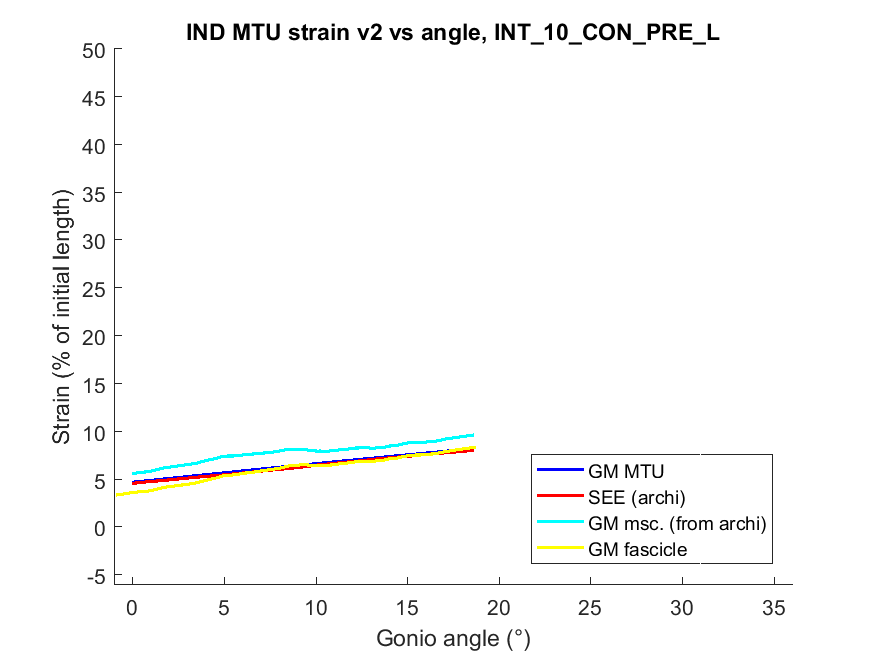 IND MTU strain v2 vs angle, INT_10_CON_PRE_L
50
45
40
35
30
25
20
15
10
5
0
-5
Strain (% of initial length)
0 5 10 15 20 25 30 35
Gonio angle (°)
GM MTU
SEE (archi)
GM msc. (from archi)
GM fascicle